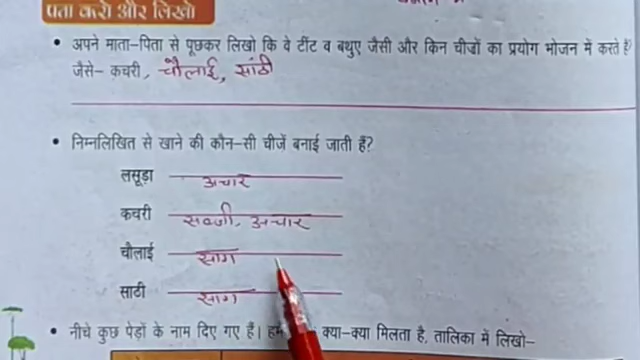 पता करो और लिखो
• अपने माता-पिता से पूछकर लिखो कि वे टींट व बथुए जैसी और किन चीजों का प्रयोग भोजन में करते हैं
जैसे- कचरी, चौलाई, सांठी
• निम्नलिखित से खाने की कौन-सी चीजें बनाई जाती हैं?
लसूड़ा अचार
कचरी सब्जी, अचार
चौलाई साग
साठी साग
• नीचे कुछ पेड़ों के नाम दिए गए हैं। क्या-क्या मिलता है, तालिका में लिखो-